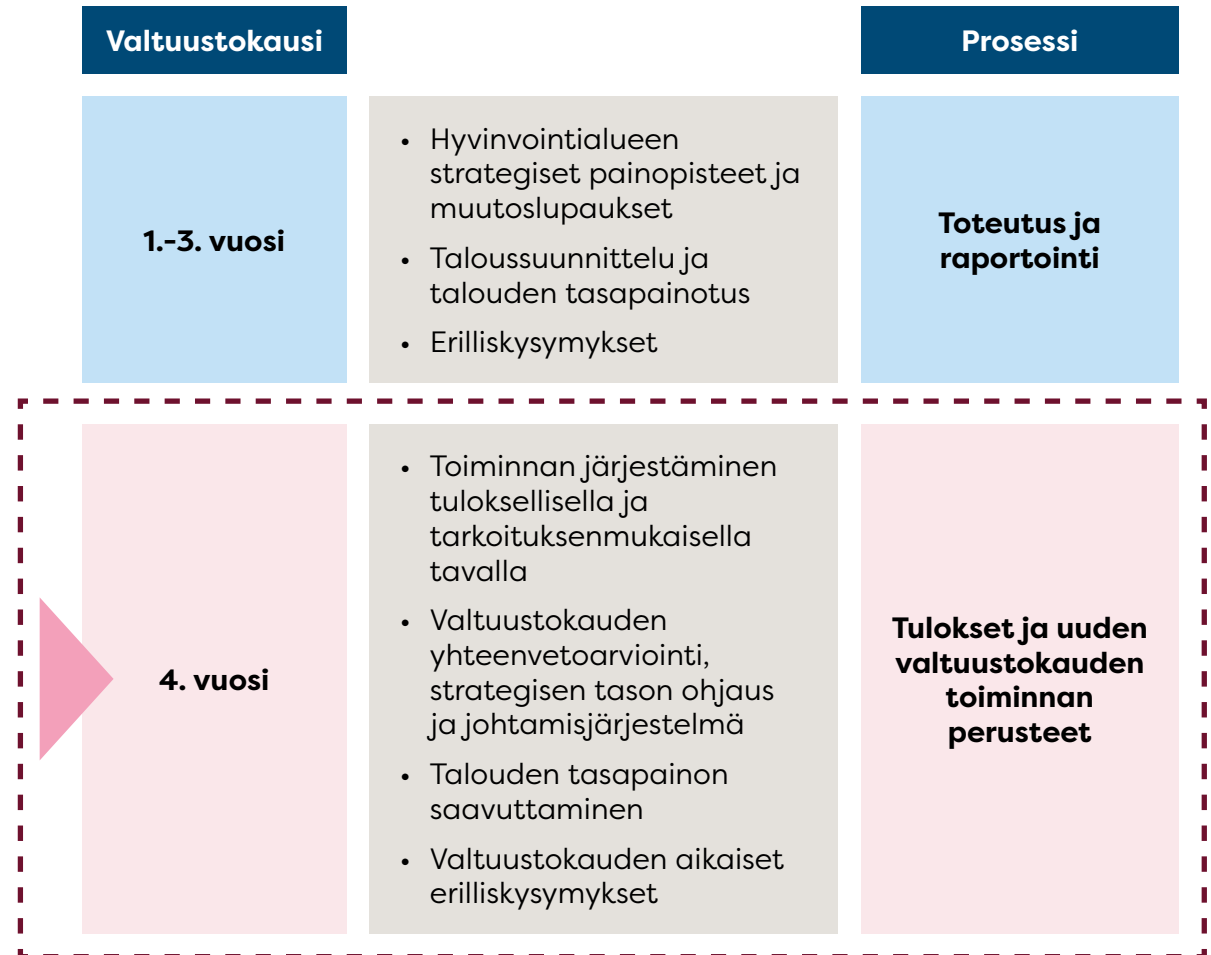 Valtuustokausi
Prosessi
1.-3. vuosi
• Hyvinvointialueen
strategiset painopisteet ja
muutoslupaukset
• Taloussuunnittelu ja
talouden tasapainotus
• Erilliskysymykset
Toteutus ja
raportointi
4. vuosi
• Toiminnan järjestäminen
tuloksellisella ja
tarkoituksenmukaisella
tavalla
• Valtuustokauden
yhteenvetoarviointi,
strategisen tason ohjaus
ja johtamisjärjestelmä
• Talouden tasapainon
saavuttaminen
• Valtuustokauden aikaiset
erilliskysymykset
Tulokset ja uuden
valtuustokauden
toiminnan
perusteet